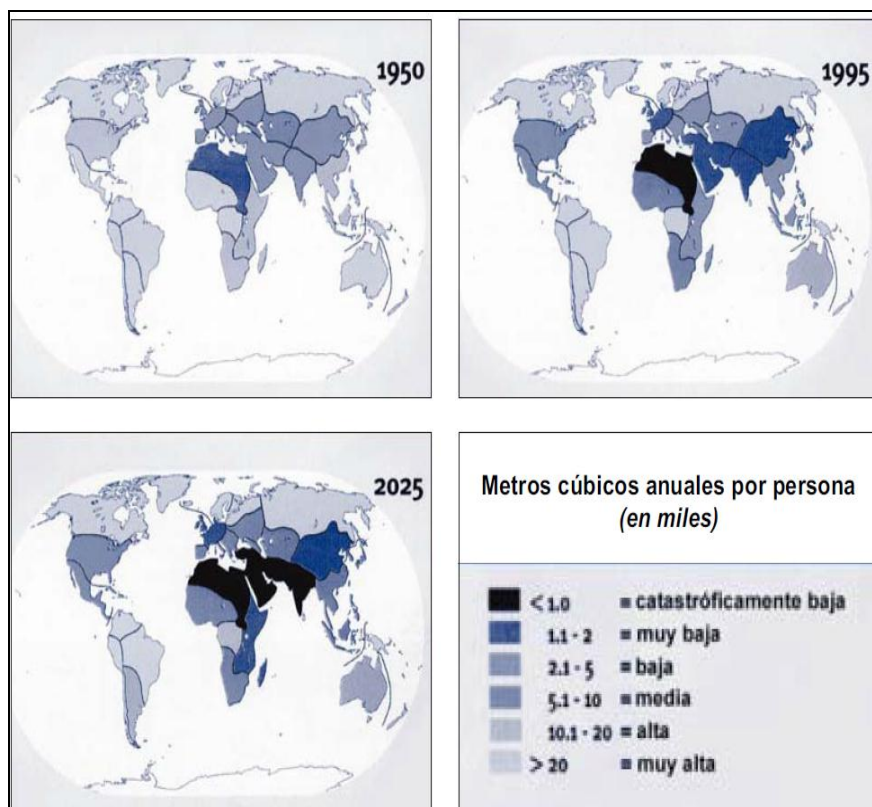 1950
1995
2025
Metros cúbicos anuales por persona
(en miles)
< 1.0 = catastróficamente baja
1.1 - 2 = muy baja
2.1 - 5 = baja
5.1 - 10 = media
10.1 - 20 = alta
> 20 = muy alta